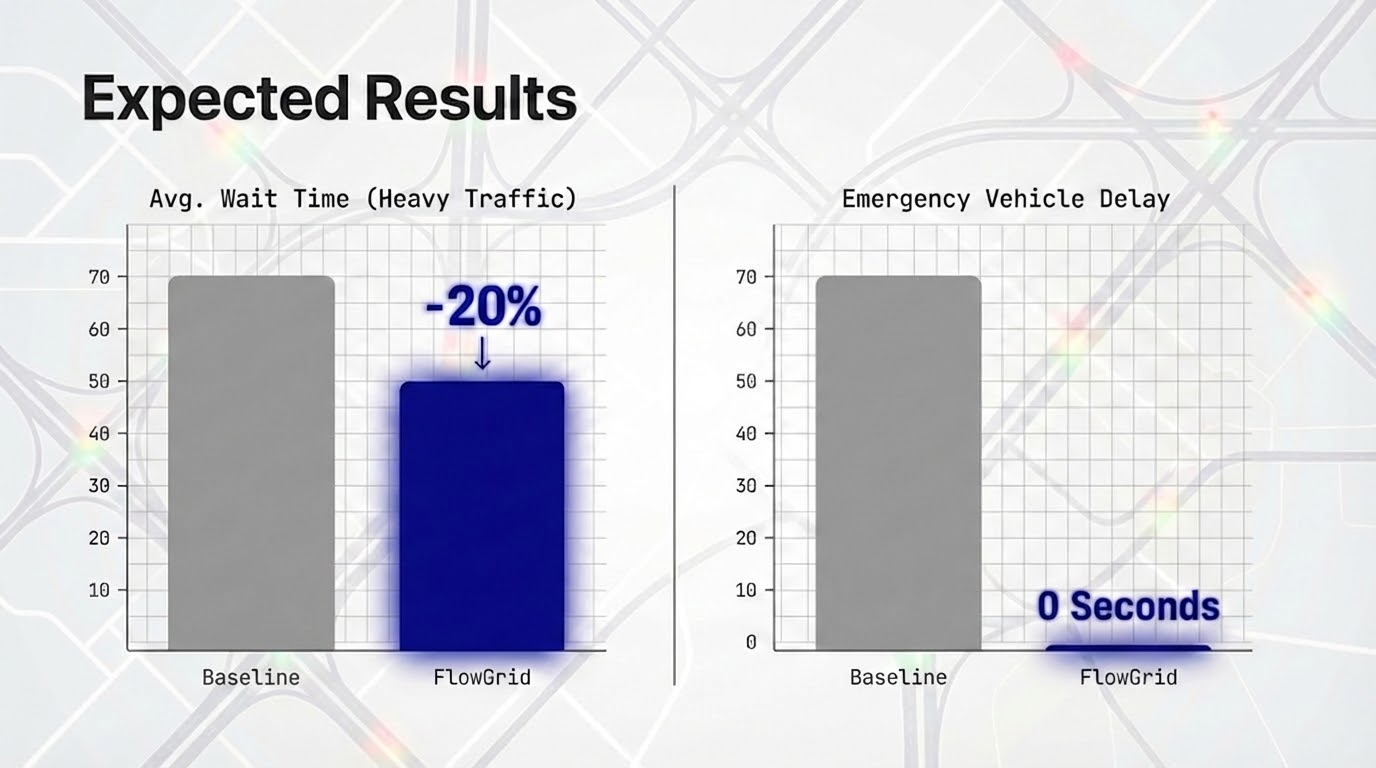 Expected Results
Avg. Wait Time (Heavy Traffic)
70
60
50
40
30
20
10
-20%
↓
Baseline
FlowGrid
Emergency Vehicle Delay
70
60
50
40
30
20
10
0
0 Seconds
Baseline
FlowGrid